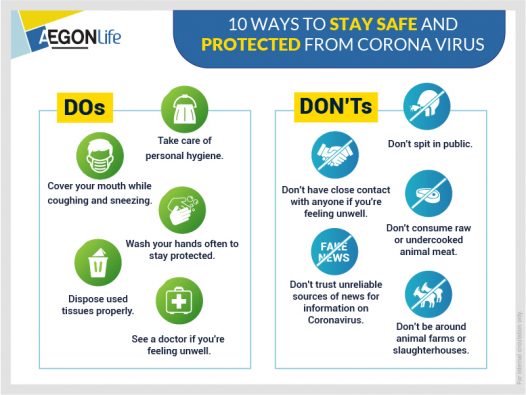 AEGONLife
10 WAYS TO STAY SAFE AND
PROTECTED FROM CORONA VIRUS
DOs
Take care of
personal hygiene.
Cover your mouth while
coughing and sneezing.
Wash your hands often to
stay protected.
Dispose used
tissues properly.
See a doctor if you're
feeling unwell.
DON'Ts
Don't spit in public.
Don't have close contact
with anyone if you're
feeling unwell.
Don't consume raw
or undercooked
animal meat.
FAKE
NEWS
Don't trust unreliable
sources of news for
information on
Coronavirus.
Don't be around
animal farms or
slaughterhouses.
For internal circulation only.